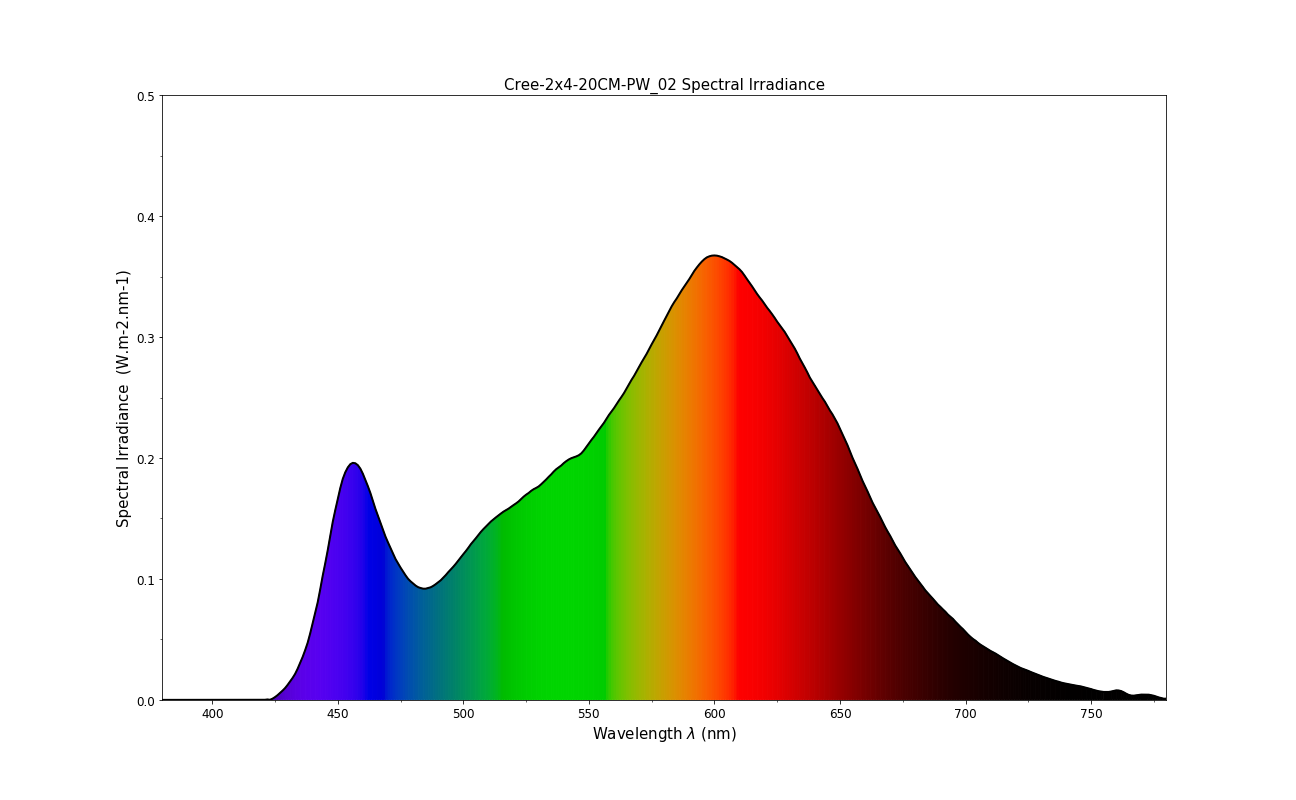 Cree-2x4-20CM-PW_02 Spectral Irradiance
0.5
0.4
0.3
0.2
0.1
0.0
Spectral Irradiance (W.m-2.nm-1)
400 450 500 550 600 650 700 750
Wavelength λ (nm)